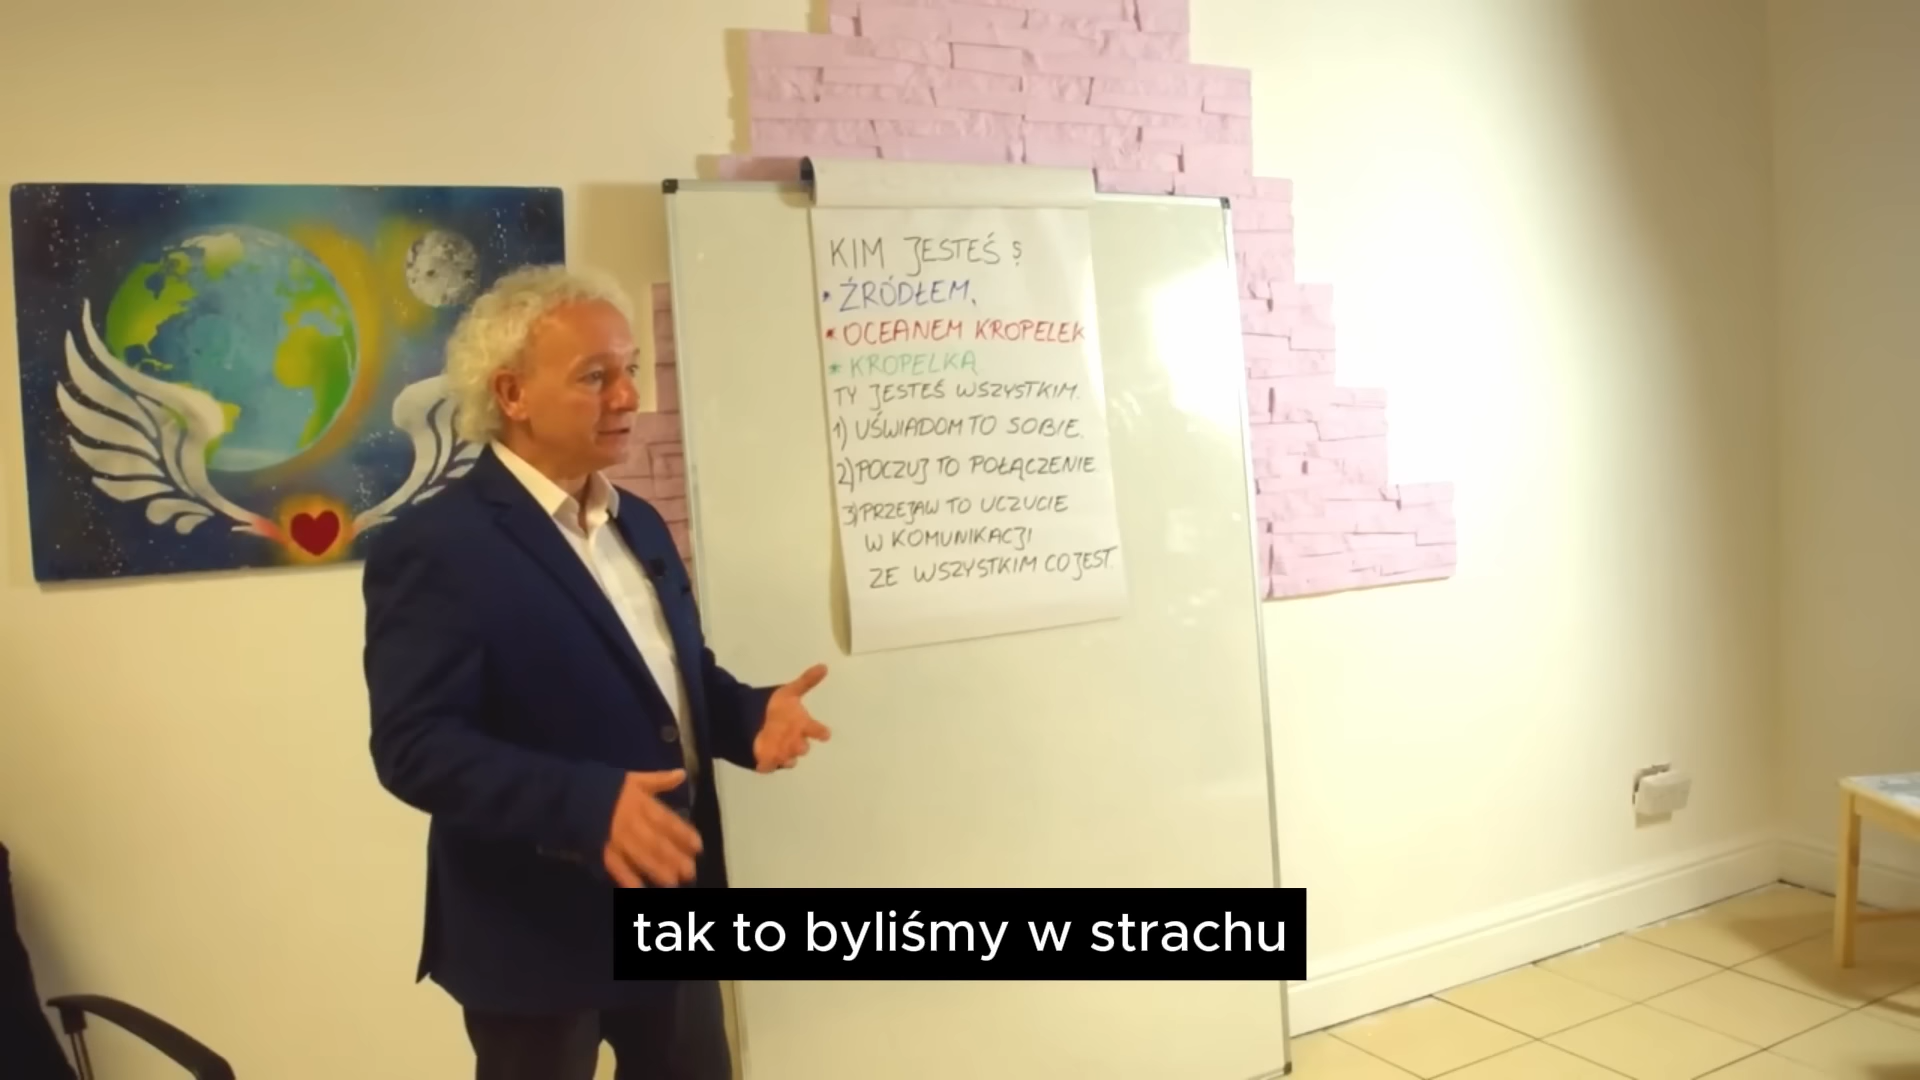 KIM JESTEŚ ?
• ŹRÓDŁEM.
* OCEANEM KROPELEK
* KROPELKĄ
TY JESTEŚ WSZYSTKIM.
1) UŚWIADOM TO SOBIE.
2) POCZUJ TO POŁĄCZENIE
3) PRZEJAW TO UCZUCIE
W KOMUNIKACJI
ZE WSZYSTKIM CO JEST
tak to byliśmy w strachu